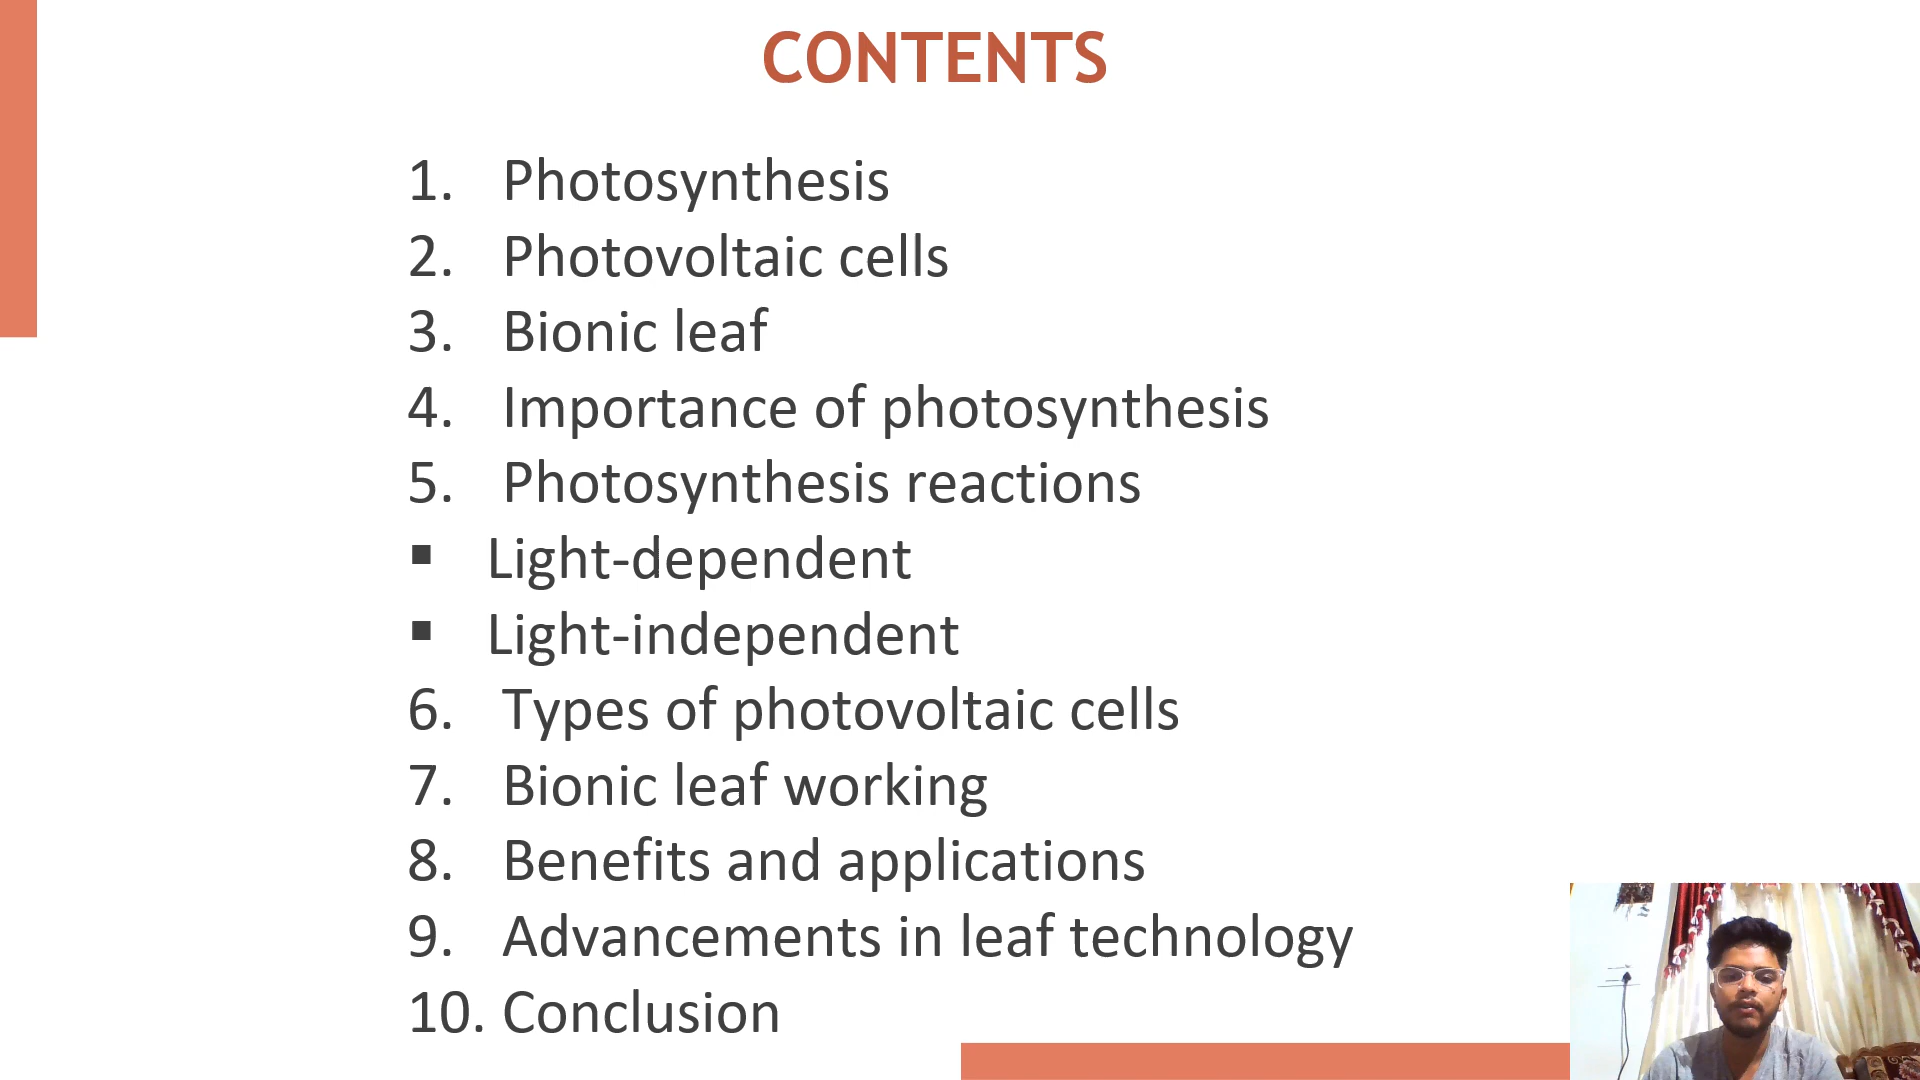 CONTENTS
1. Photosynthesis
2. Photovoltaic cells
3. Bionic leaf
4. Importance of photosynthesis
5. Photosynthesis reactions
▪ Light-dependent
▪ Light-independent
6. Types of photovoltaic cells
7. Bionic leaf working
8. Benefits and applications
9. Advancements in leaf technology
10. Conclusion